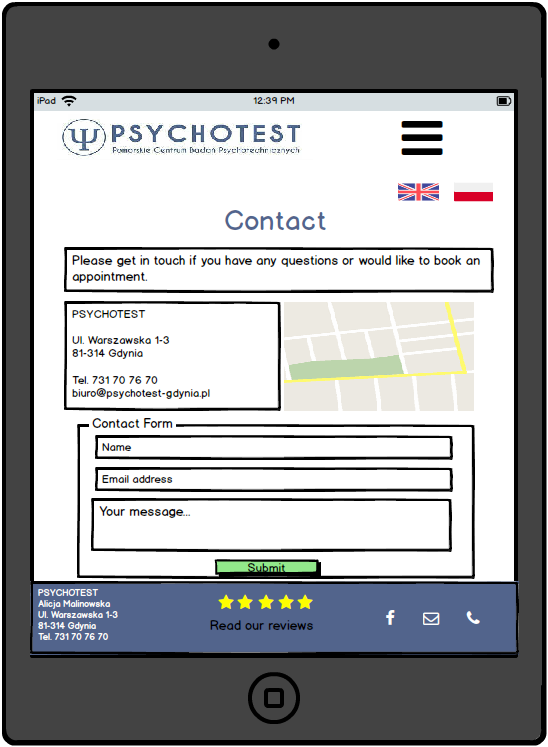 iPad
12:39 PM
Ψ PSYCHOTEST
Pomorskie Centrum Badań Psychotechnicznych
Contact
Please get in touch if you have any questions or would like to book an
appointment.
PSYCHOTEST
Ul. Warszawska 1-3
81-314 Gdynia
Tel. 731 70 76 70
biuro@psychotest-gdynia.pl
Contact Form
Name
Email address
Your message...
Submit
PSYCHOTEST
Alicja Malinowska
Ul. Warszawska 1-3
81-314 Gdynia
Tel. 731 70 76 70
Read our reviews
f